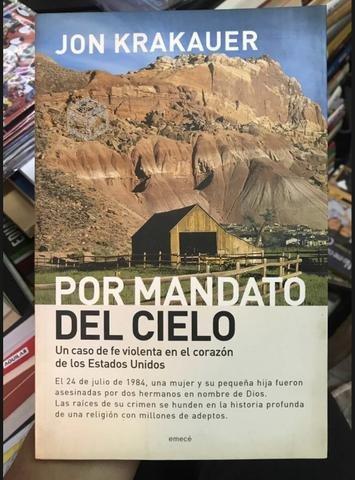 JON KRAKAUER
POR MANDATO
DEL CIELO
Un caso de fe violenta en el corazón
de los Estados Unidos
El 24 de julio de 1984, una mujer y su pequeña hija fueron
asesinadas por dos hermanos en nombre de Dios.
Las raíces de su crimen se hunden en la historia profunda
de una religión con millones de adeptos.
emecé
AGUILAR